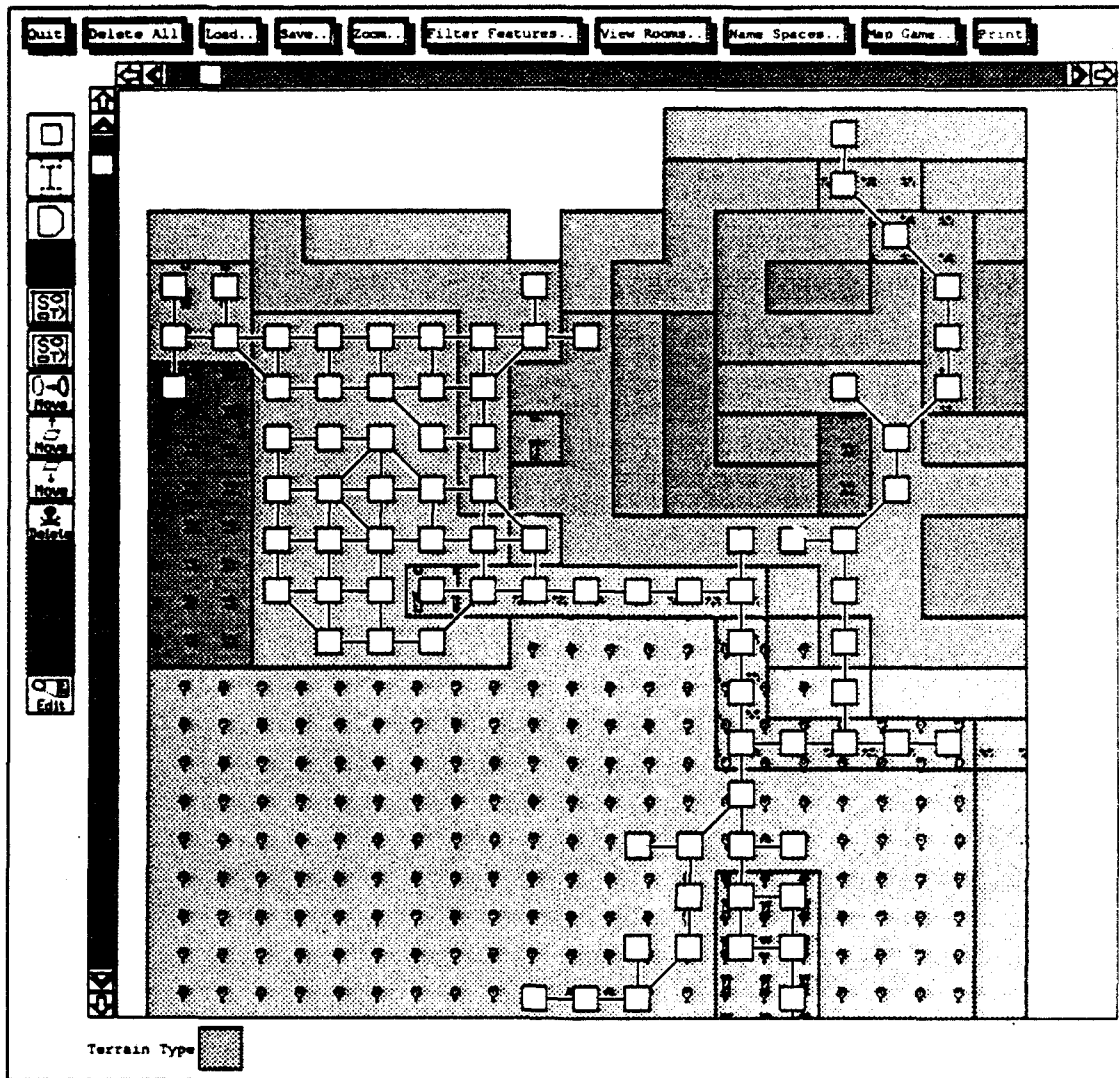 Quit Delete All Load.. Save.. Zoom.. Filter Features.. View Rooms.. Name Spaces.. Map Game.. Print
Move
Move
Move
Delete
Edit
Terrain Type